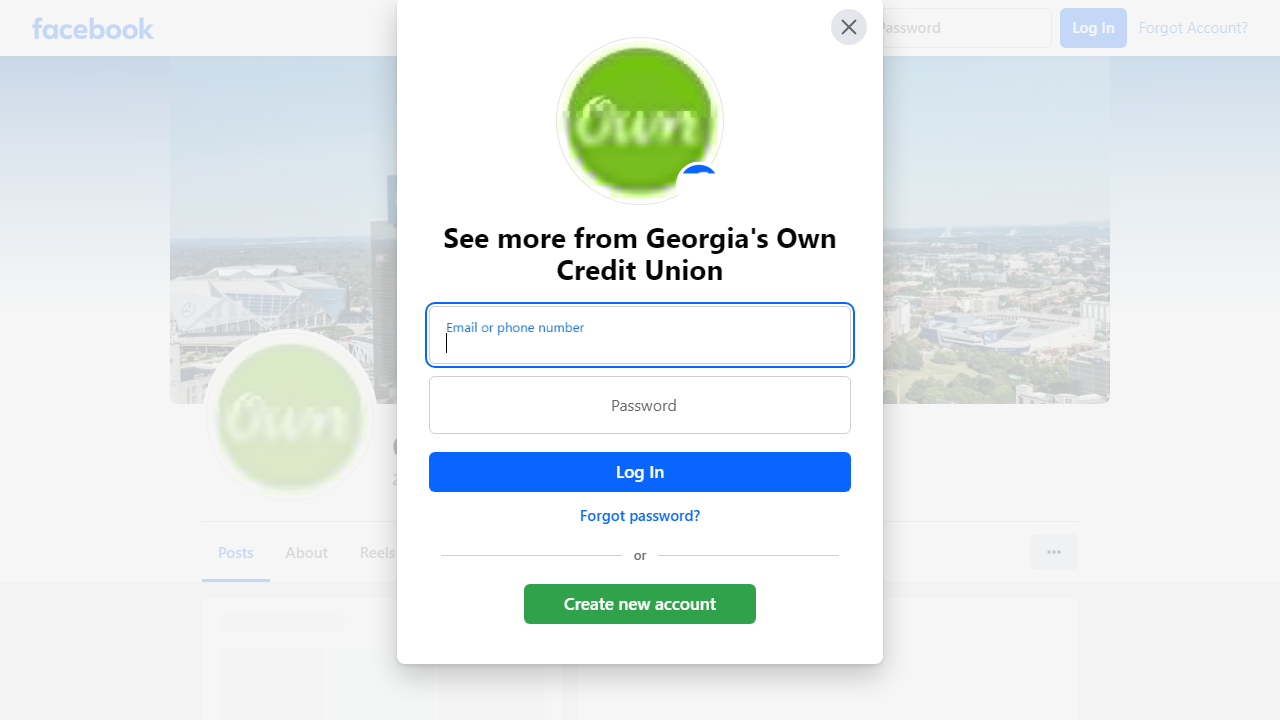 facebook
Password
Log In
Forgot Account?
Own
See more from Georgia's Own
Credit Union
Email or phone number
Password
Log In
Forgot password?
or
Create new account
Own
Posts
About
Reels